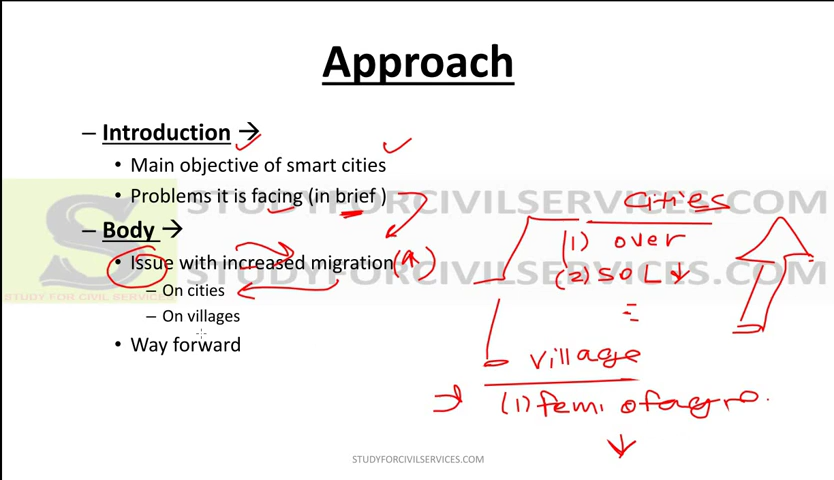 Approach
– Introduction →
• Main objective of smart cities
• Problems it is facing (in brief )
– Body →
• Issue with increased migration(a)
– On cities
– On villages
• Way forward
Cities
(1) over
(2) SOL ↓
village
(1) femi of agro.
↓
STUDYFORCIVILSERVICES.COM
STUDYFORCIVILSERVICES.COM
STUDY FOR CIVIL SERVICES
STUDYFORCIVILSERVICES.COM